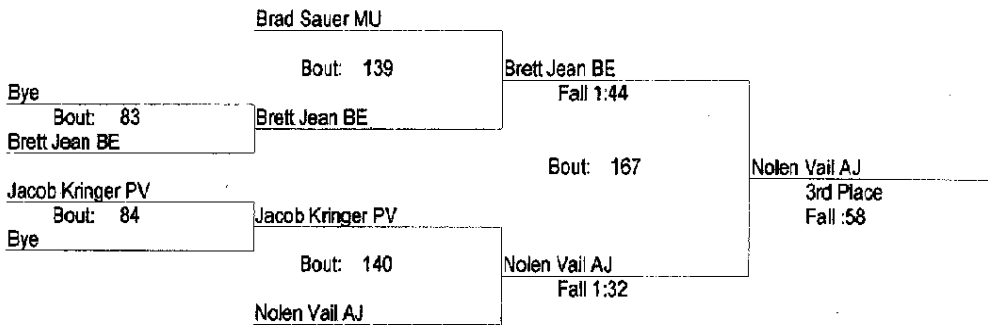 Brad Sauer MU
Bout: 139
Brett Jean BE
Fall 1:44
Bye
Bout: 83
Brett Jean BE
Brett Jean BE
Bout: 167
Nolen Vail AJ
3rd Place
Fall :58
Jacob Kringer PV
Bout: 84
Jacob Kringer PV
Bye
Bout: 140
Nolen Vail AJ
Fall 1:32
Nolen Vail AJ